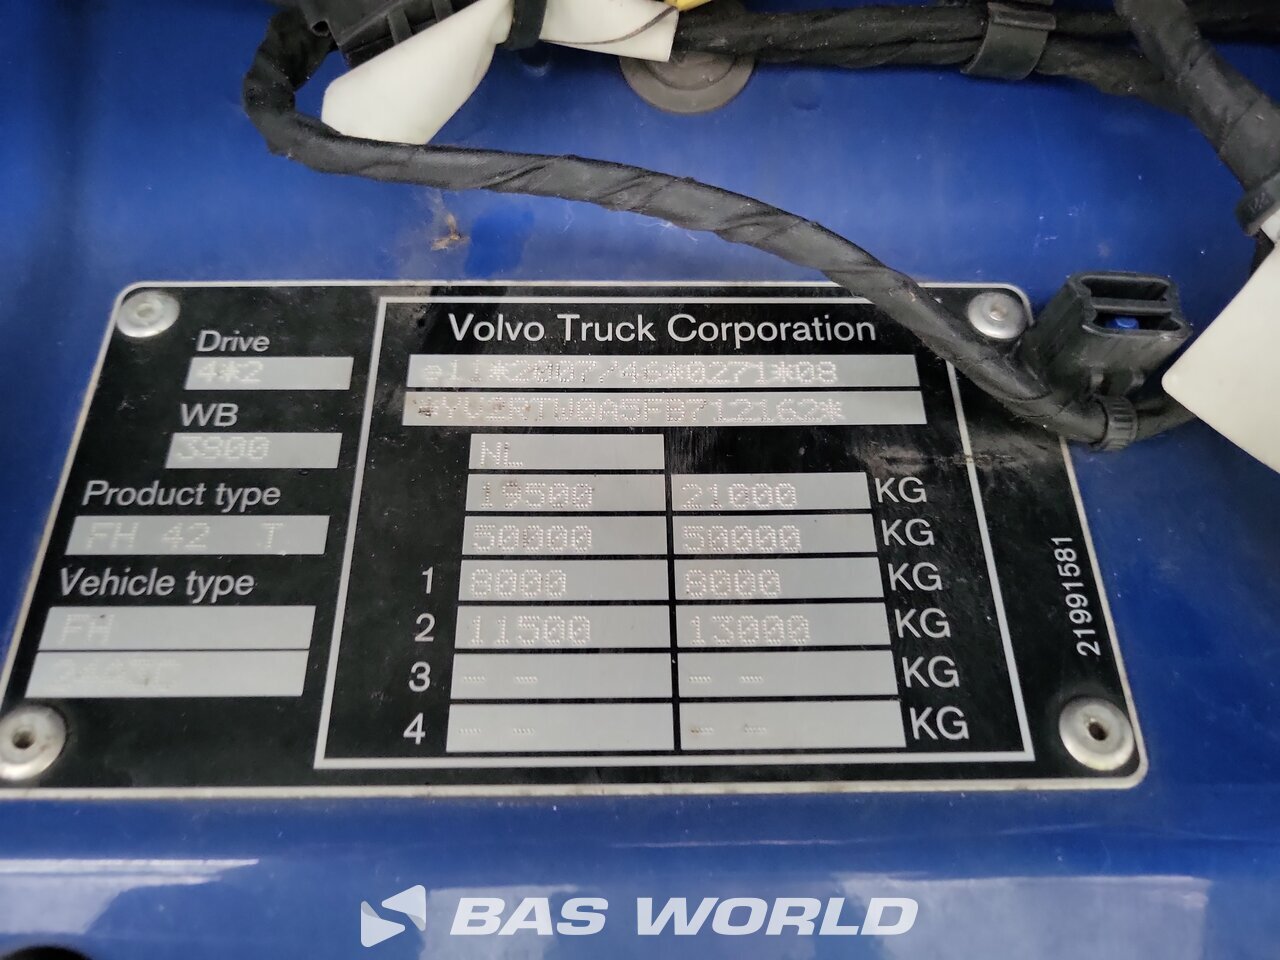 Volvo Truck Corporation
Drive
4*2
e11*2007/46*0271*08
WB
*YV2RTW0A5FB712162*
3800
NL
Product type
19500 21000 KG
FH 42 T
50000 50000 KG
Vehicle type
1 8000 8000 KG
FH
2 11500 13000 KG
3 --- -- --- -- KG
4 --- -- --- -- KG
21991581
BAS WORLD